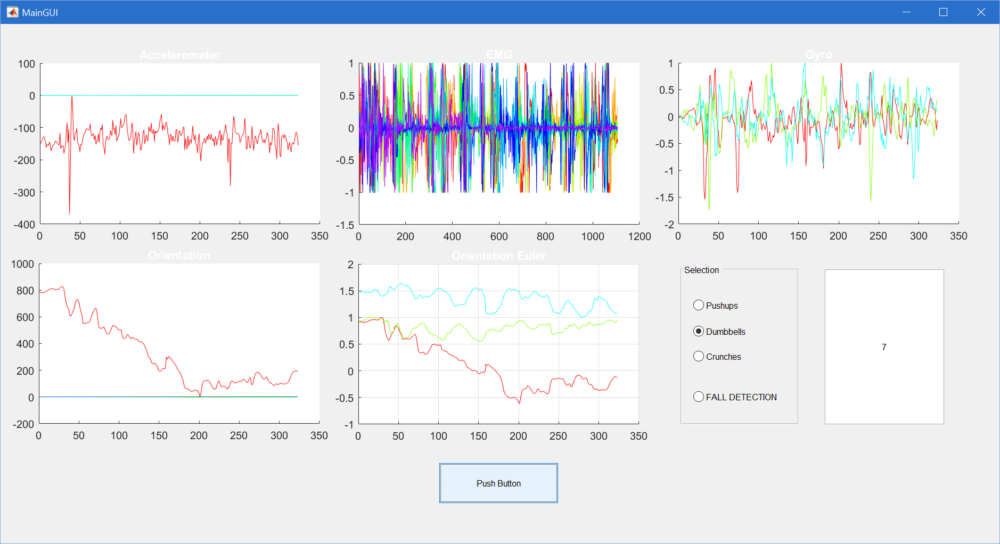 MainGUI
Accelerometer
100
0
-100
-200
-300
-400
0 50 100 150 200 250 300 350
EMG
1
0.5
0
-0.5
-1
-1.5
0 200 400 600 800 1000 1200
Gyro
1
0.5
0
-0.5
-1
-1.5
-2
0 50 100 150 200 250 300 350
Orientation
1000
800
600
400
200
0
-200
0 50 100 150 200 250 300 350
Orientation Euler
2
1.5
1
0.5
0
-0.5
-1
0 50 100 150 200 250 300 350
Selection
Pushups
Dumbbells
Crunches
FALL DETECTION
7
Push Button